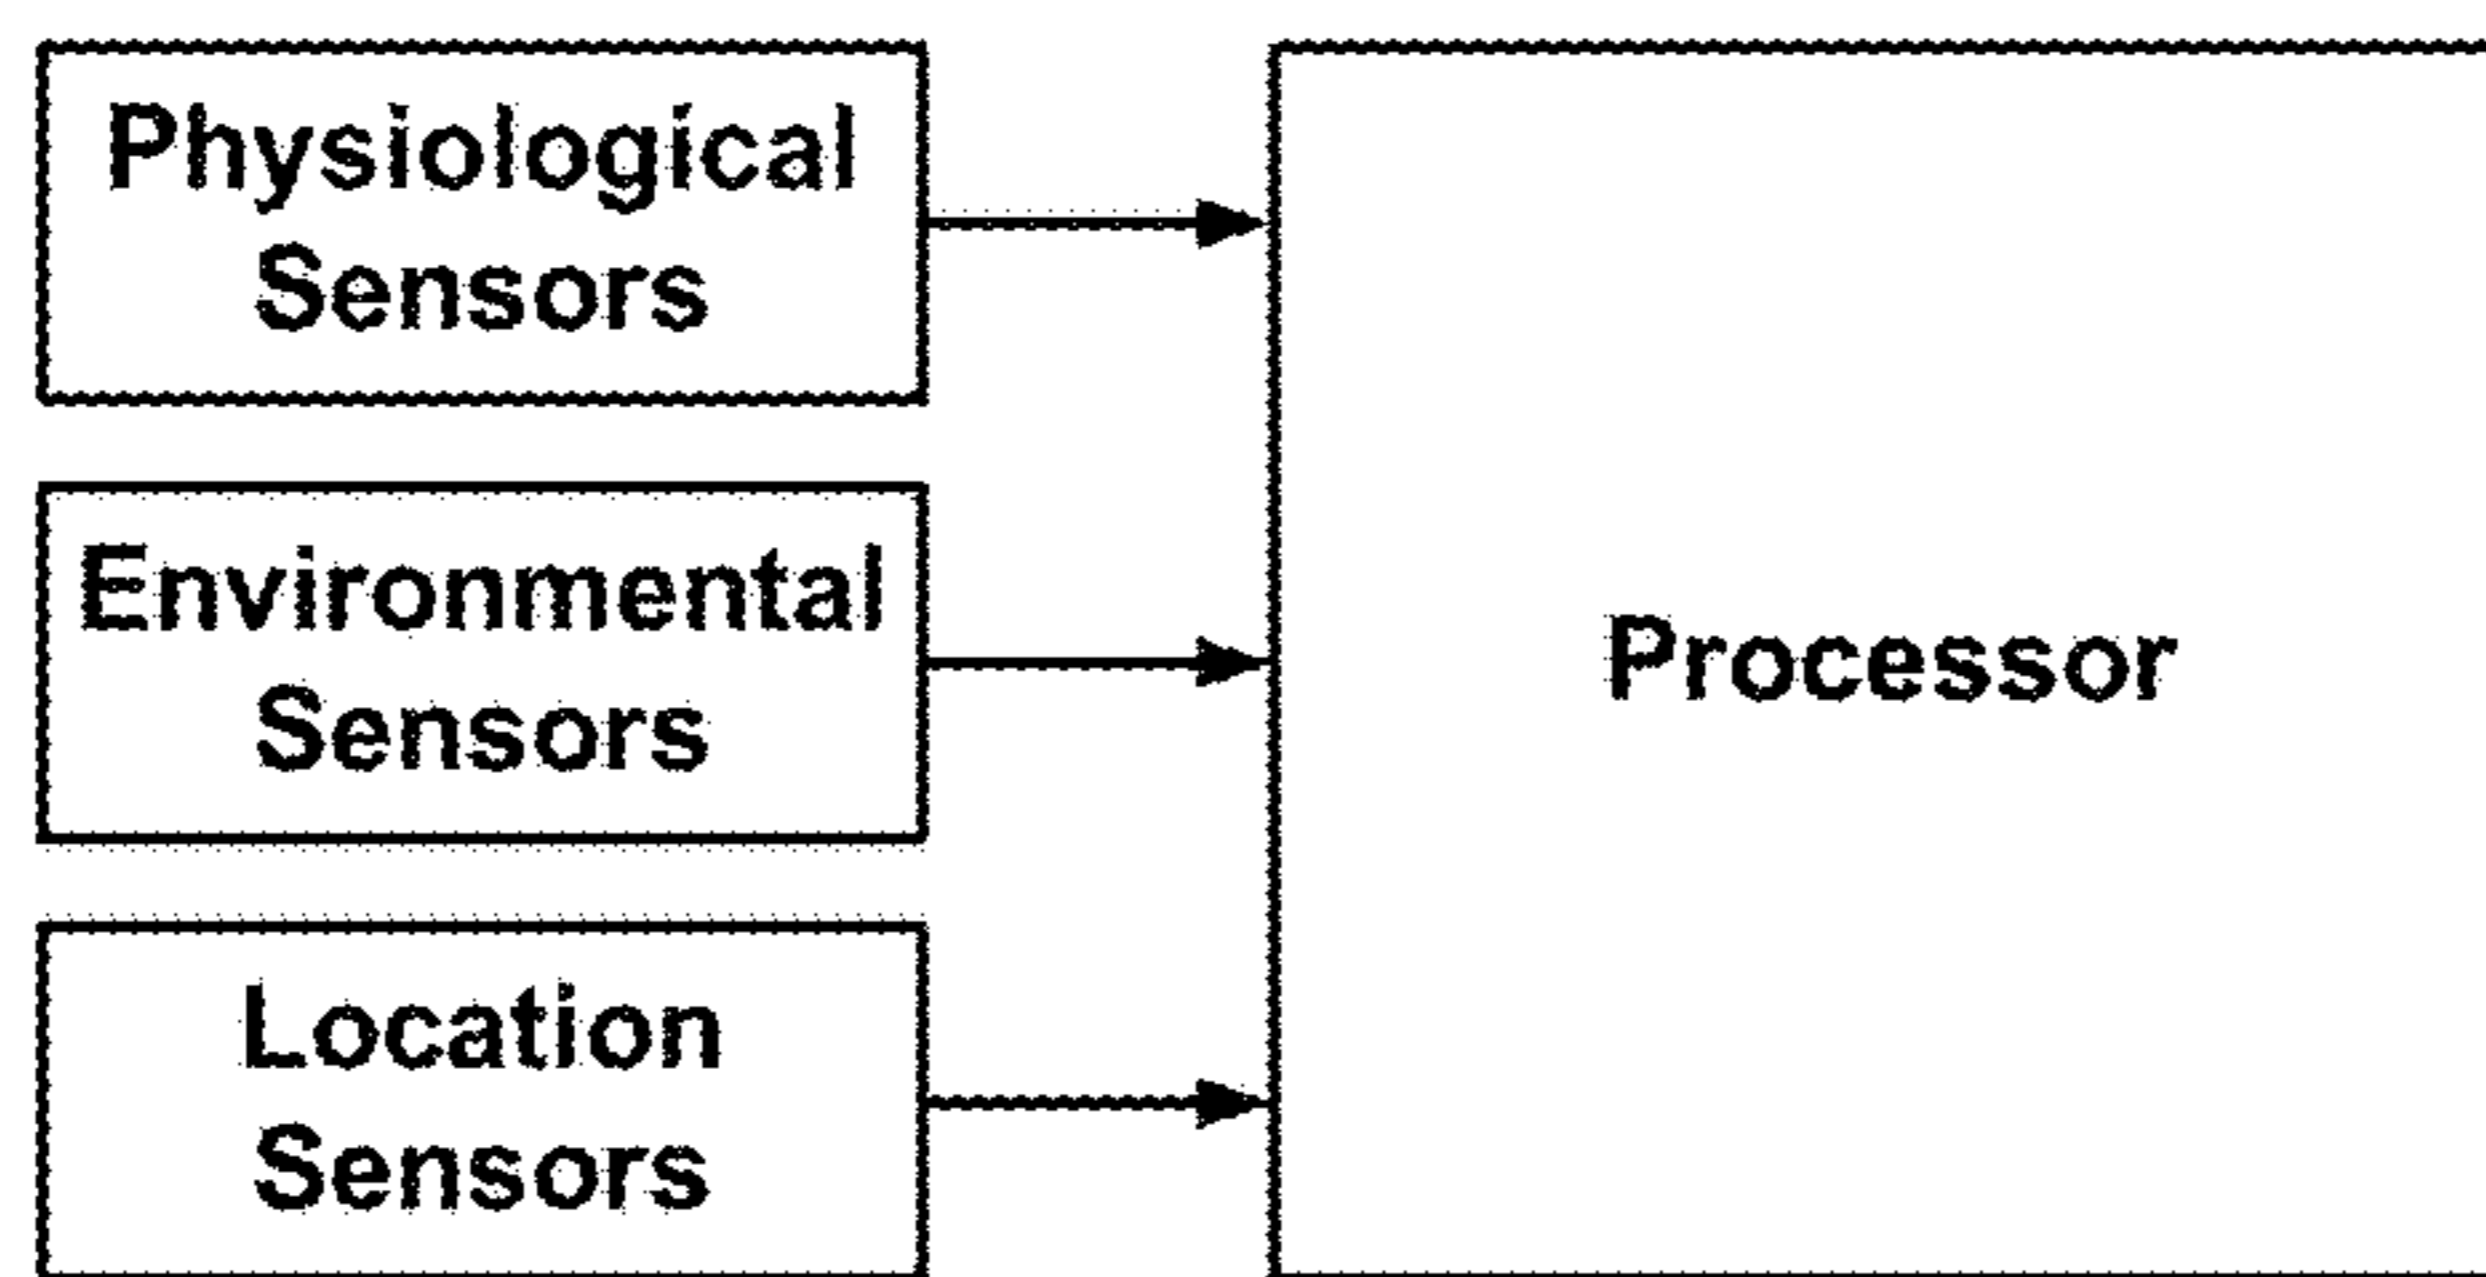 Physiological
Sensors
Environmental
Sensors
Processor
Location
Sensors